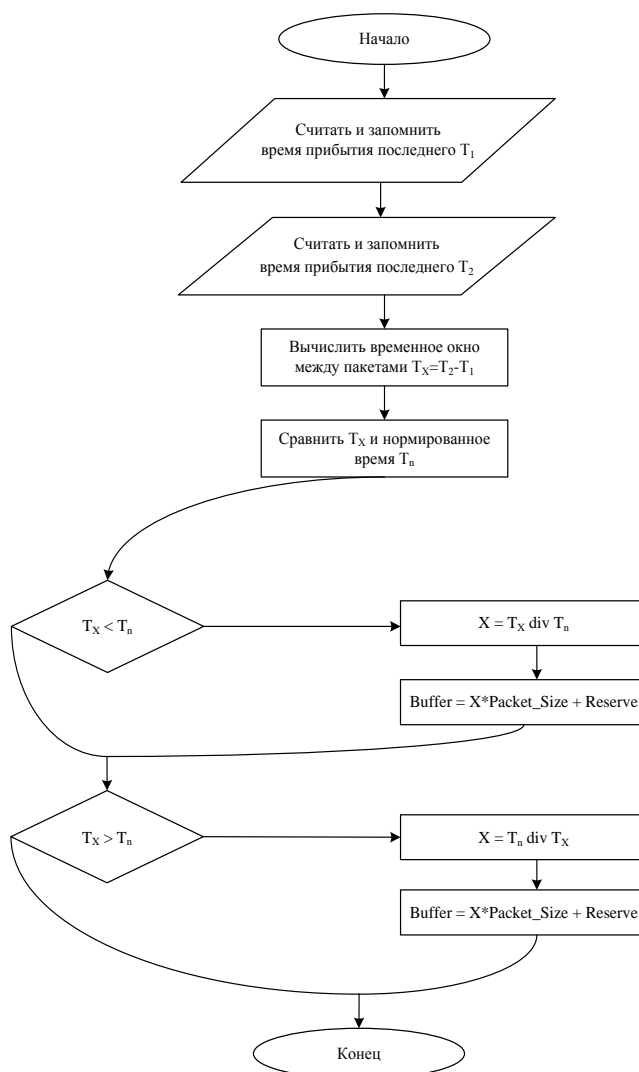 Начало
Считать и запомнить
время прибытия последнего T₁
Считать и запомнить
время прибытия последнего T₂
Вычислить временное окно
между пакетами Tₓ=T₂-T₁
Сравнить Tₓ и нормированное
время Tₙ
Tₓ < Tₙ
X = Tₓ div Tₙ
Buffer = X*Packet_Size + Reserve
Tₓ > Tₙ
X = Tₙ div Tₓ
Buffer = X*Packet_Size + Reserve
Конец